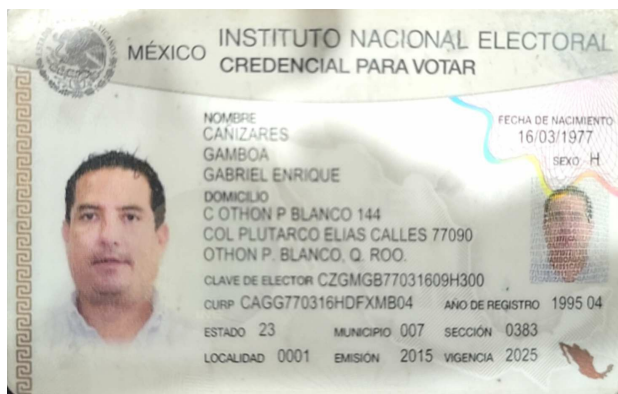 MÉXICO
INSTITUTO NACIONAL ELECTORAL
CREDENCIAL PARA VOTAR
NOMBRE
CAÑIZARES
GAMBOA
GABRIEL ENRIQUE
FECHA DE NACIMIENTO
16/03/1977
SEXO H
DOMICILIO
C OTHON P BLANCO 144
COL PLUTARCO ELIAS CALLES 77090
OTHON P. BLANCO, Q. ROO.
CLAVE DE ELECTOR CZGMGB77031609H300
CURP CAGG770316HDFXMB04 AÑO DE REGISTRO 1995 04
ESTADO 23 MUNICIPIO 007 SECCIÓN 0383
LOCALIDAD 0001 EMISIÓN 2015 VIGENCIA 2025